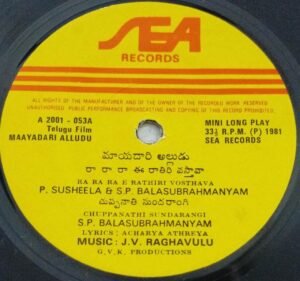 SEA
RECORDS
ALL RIGHTS OF THE MANUFACTURER AND OF THE OWNER OF THE RECORDED WORK RESERVED
UNAUTHORISED PUBLIC PERFORMANCE BROADCASTING AND COPYING OF THIS RECORD PROHIBITED
A 2001 - 053A
Telugu Film
MAAYADARI ALLUDU
MINI LONG PLAY
33⅓ R.P.M. (P) 1981
SEA RECORDS
మాయదారి అల్లుడు
రా రా రా ఈ రాతిరి వస్తావా
RA RA RA E RATHIRI VOSTHAVA
P. SUSHEELA & S.P. BALASUBRAHMANYAM
చుప్పనాతి సుందరాంగి
CHUPPANATHI SUNDARANGI
S.P. BALASUBRAHMANYAM
LYRICS : ACHARYA ATHREYA
MUSIC: J.V. RAGHAVULU
G.V.K. PRODUCTIONS